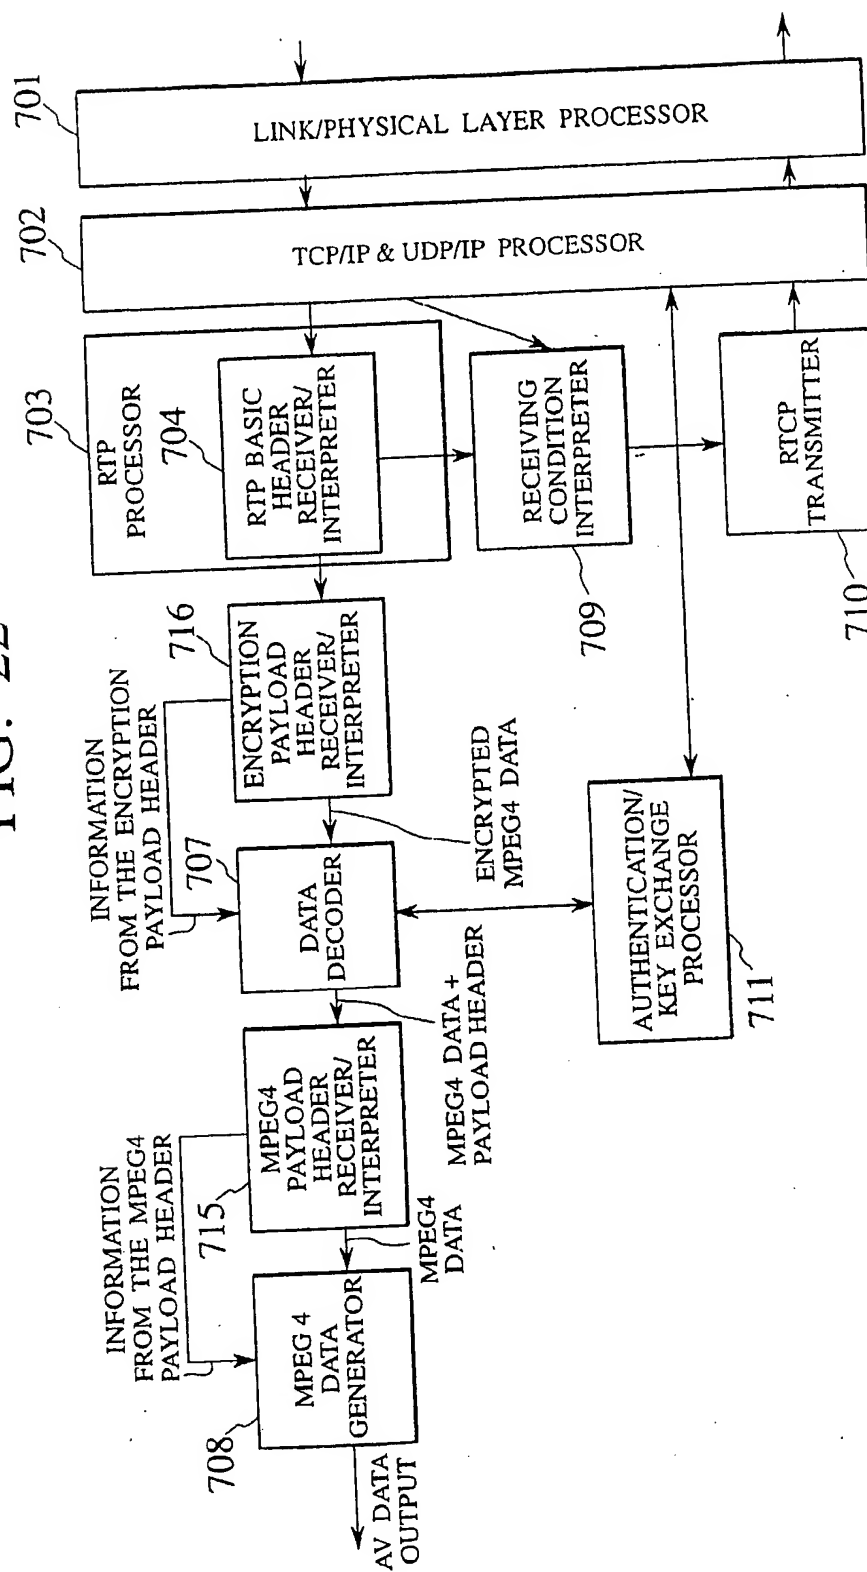 FIG. 22
701
LINK/PHYSICAL LAYER PROCESSOR
702
TCP/IP & UDP/IP PROCESSOR
703
RTP
PROCESSOR
704
RTP BASIC
HEADER
RECEIVER/
INTERPRETER
RECEIVING
CONDITION
INTERPRETER
709
RTCP
TRANSMITTER
710
716
ENCRYPTION
PAYLOAD
HEADER
RECEIVER/
INTERPRETER
INFORMATION
FROM THE ENCRYPTION
PAYLOAD HEADER
707
DATA
DECODER
ENCRYPTED
MPEG4 DATA
AUTHENTICATION/
KEY EXCHANGE
PROCESSOR
711
MPEG4 DATA +
PAYLOAD HEADER
MPEG4
PAYLOAD
HEADER
RECEIVER/
INTERPRETER
715
INFORMATION
FROM THE MPEG4
PAYLOAD HEADER
MPEG4
DATA
MPEG 4
DATA
GENERATOR
708
AV DATA
OUTPUT